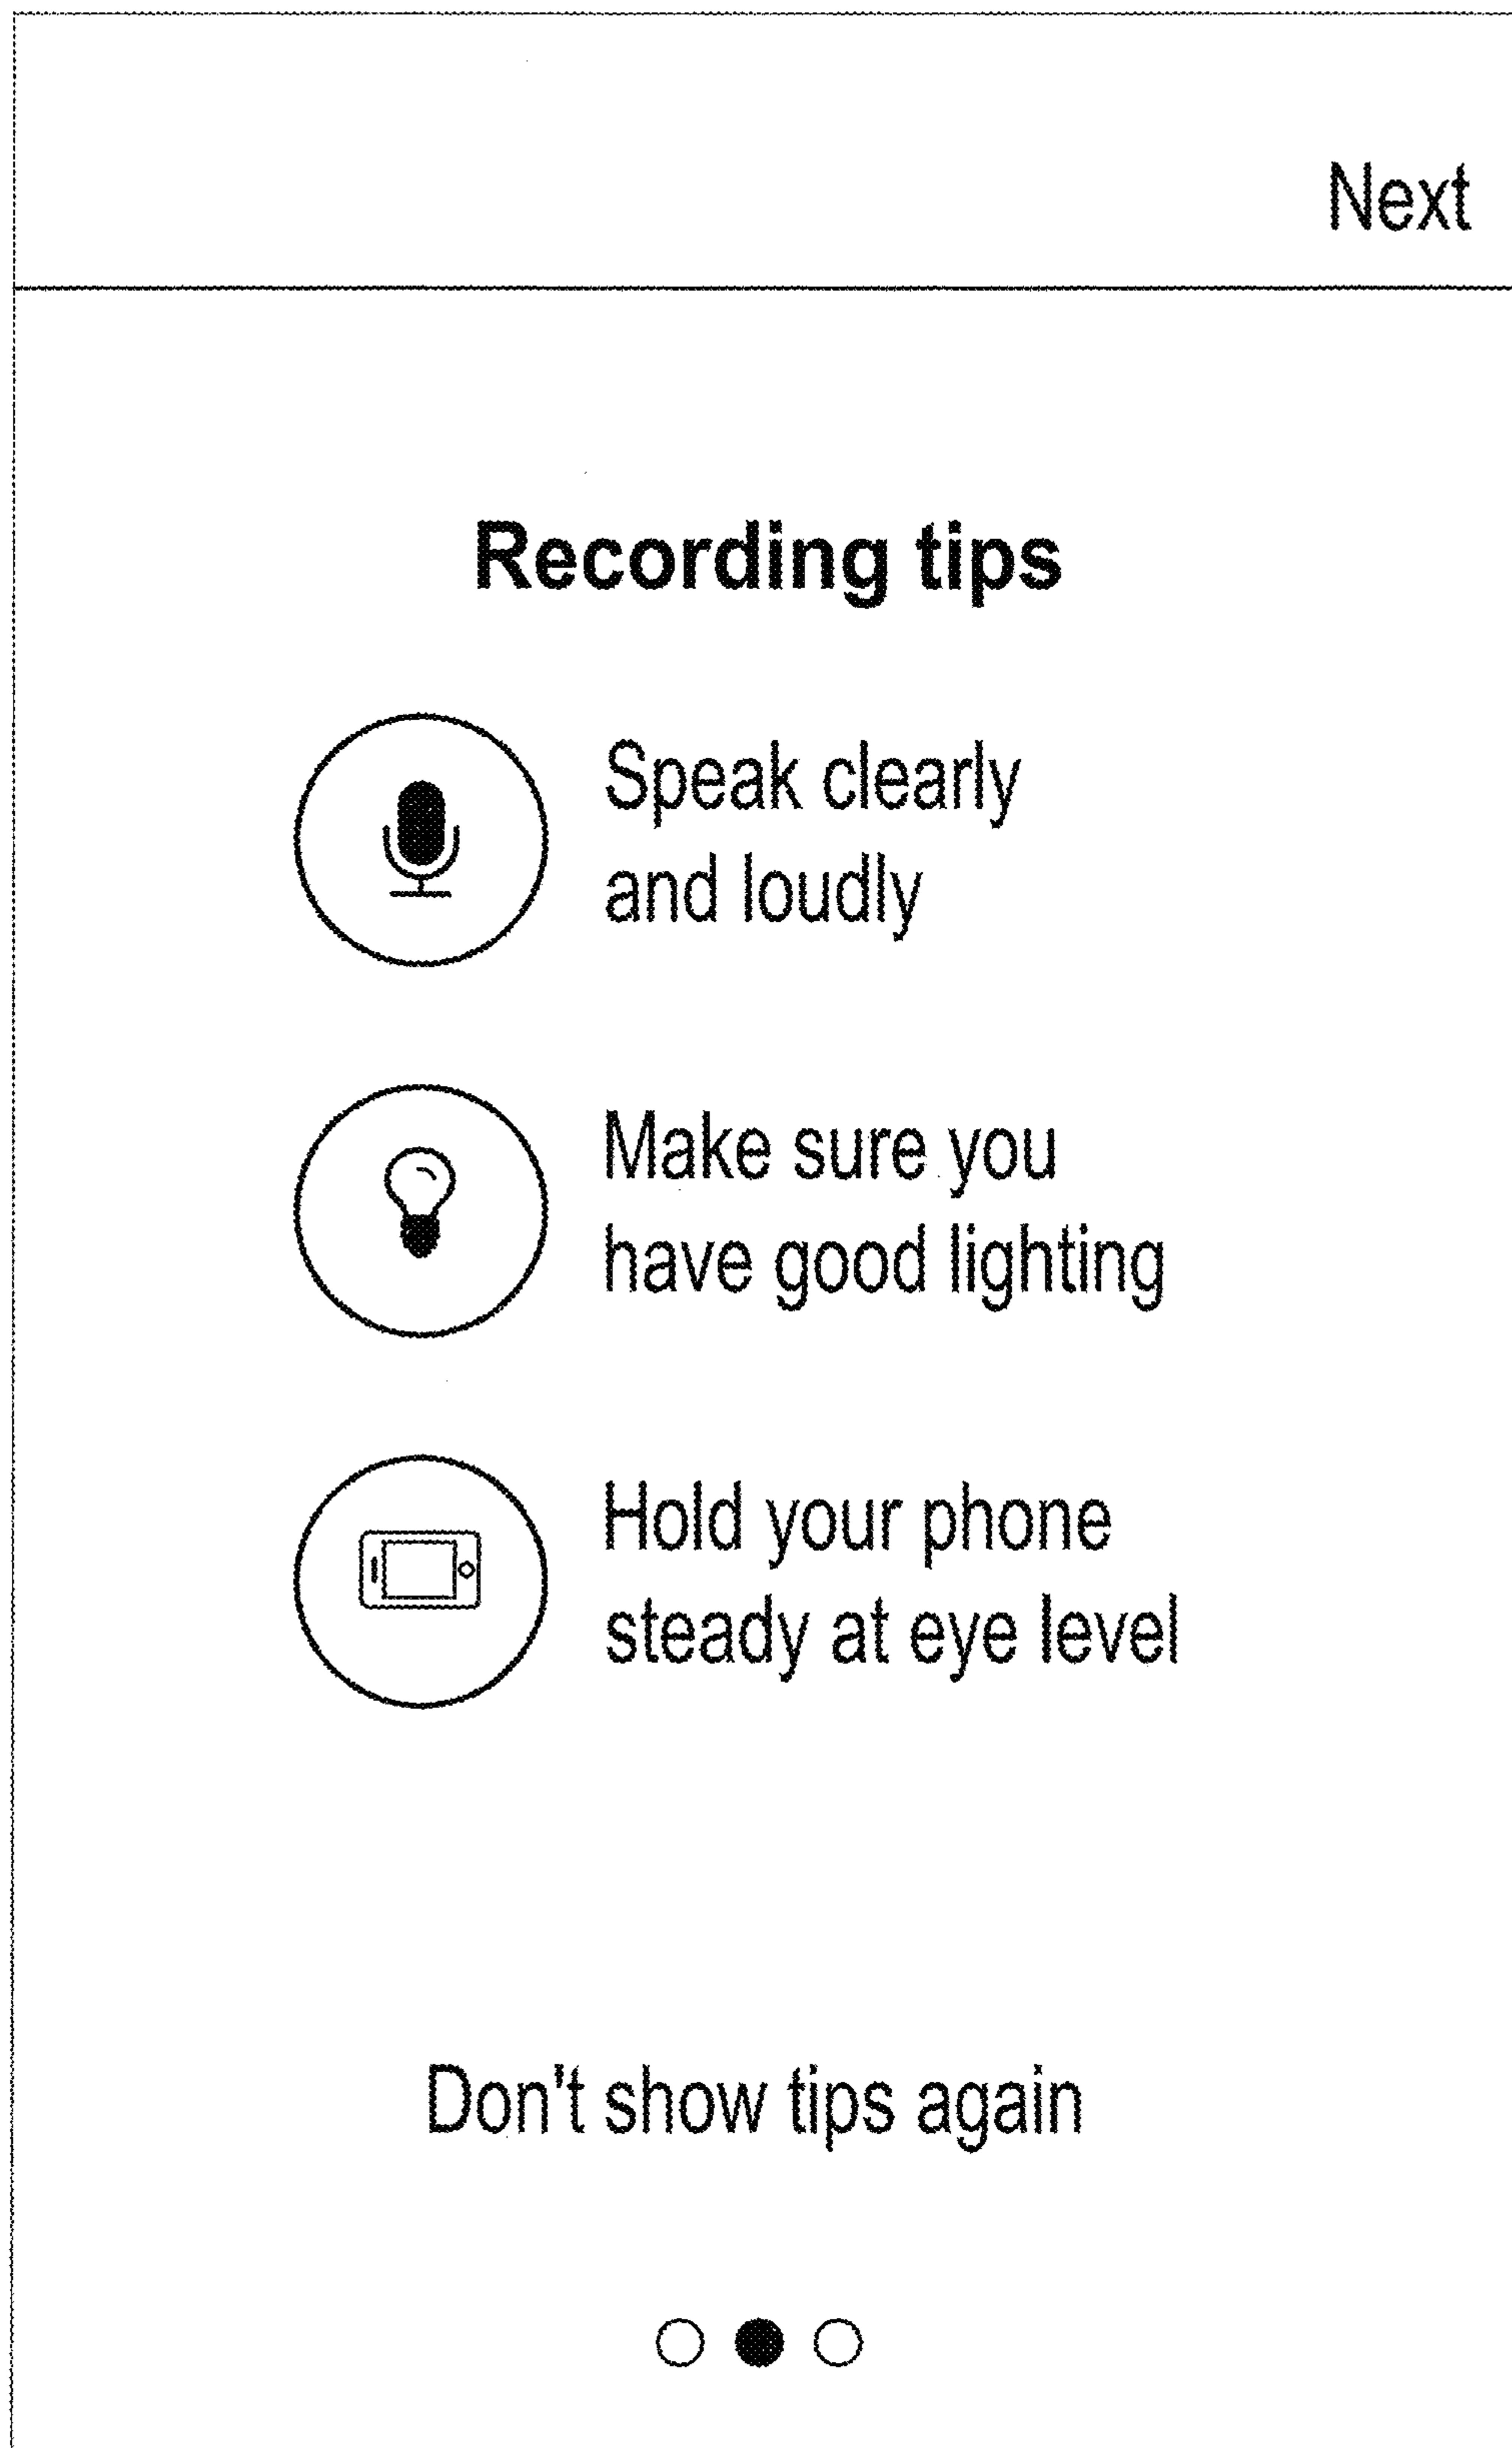 Next
Recording tips
Speak clearly
and loudly
Make sure you
have good lighting
Hold your phone
steady at eye level
Don't show tips again